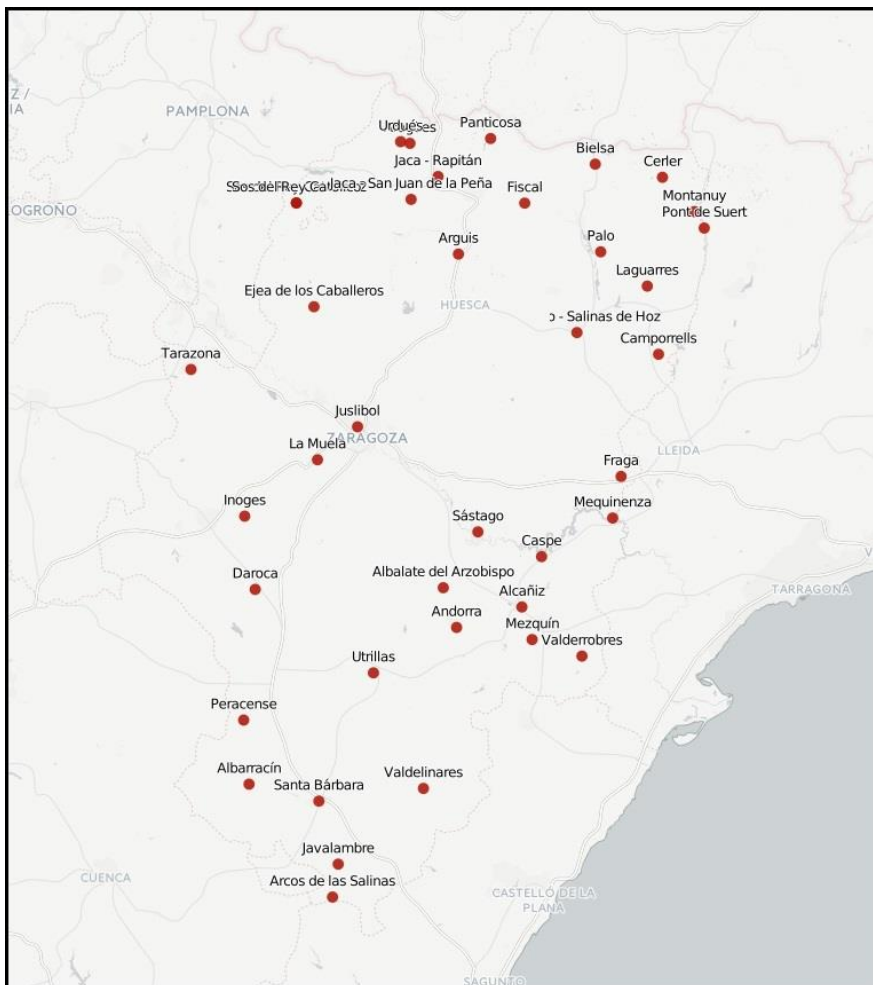 PAMPLONA
Urdués
Panticosa
Bielsa
Jaca - Rapitán
Cerler
Jaca - San Juan de la Peña
Fiscal
Montanuy
Pont de Suert
Arguis
Palo
Laguarres
Ejea de los Caballeros
HUESCA
- Salinas de Hoz
Camporrells
Tarazona
Juslibol
ZARAGOZA
La Muela
LLEIDA
Fraga
Inoges
Sástago
Mequinenza
Caspe
Daroca
Albalate del Arzobispo
TARRAGONA
Alcañiz
Andorra
Mezquín
Valderrobres
Utrillas
Peracense
Albarracín
Valdelinares
Santa Bárbara
Javalambre
CUENCA
Arcos de las Salinas
CASTELLÓ DE LA
PLANA
SAGUNTO